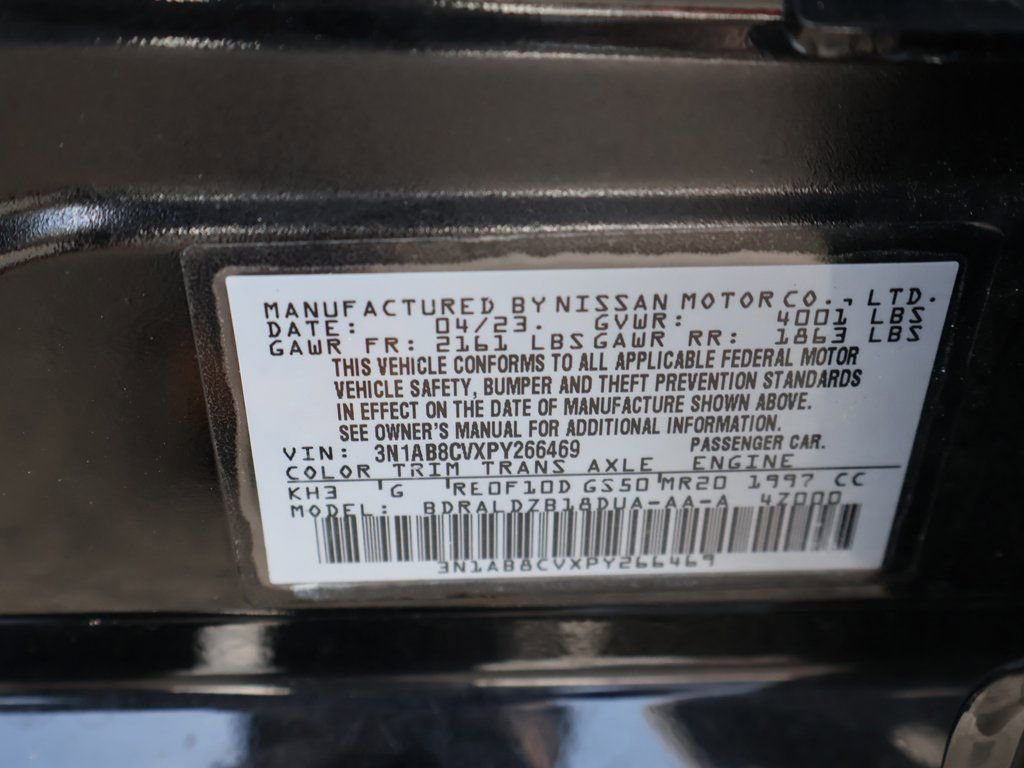 MANUFACTURED BY NISSAN MOTOR CO., LTD.
DATE: 04/23. GVWR: 4001 LBS
GAWR FR: 2161 LBS GAWR RR: 1863 LBS
THIS VEHICLE CONFORMS TO ALL APPLICABLE FEDERAL MOTOR
VEHICLE SAFETY, BUMPER AND THEFT PREVENTION STANDARDS
IN EFFECT ON THE DATE OF MANUFACTURE SHOWN ABOVE.
SEE OWNER'S MANUAL FOR ADDITIONAL INFORMATION.
VIN: 3N1AB8CVXPY266469 PASSENGER CAR.
COLOR TRIM TRANS AXLE ENGINE
KH3 G RE0F10D GS50 MR20 1997 CC
MODEL: BDRALDZB18DUA-AA-A 4Z000
3N1AB8CVXPY266469